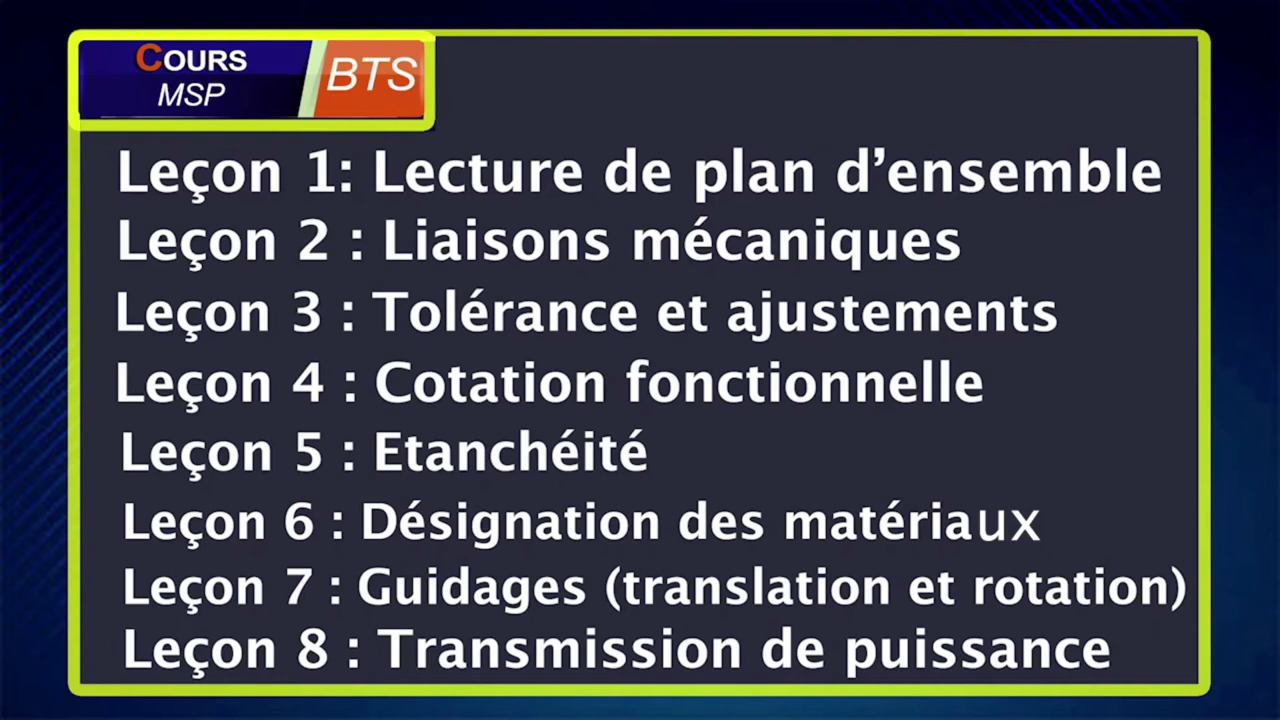 COURS
MSP
BTS
Leçon 1: Lecture de plan d’ensemble
Leçon 2 : Liaisons mécaniques
Leçon 3 : Tolérance et ajustements
Leçon 4 : Cotation fonctionnelle
Leçon 5 : Etanchéité
Leçon 6 : Désignation des matériaux
Leçon 7 : Guidages (translation et rotation)
Leçon 8 : Transmission de puissance